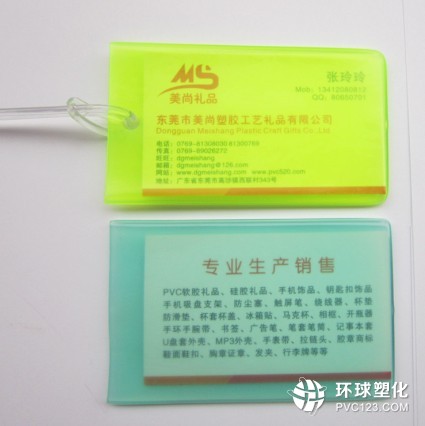 MS
美尚礼品
张玲玲
东莞市美尚塑胶工艺礼品有限公司
Dongguan Meishang Plastic Craft Gifts Co.,Ltd
专业生产销售
PVC软胶礼品、硅胶礼品、手机饰品、钥匙扣饰品
手机吸盘支架、防尘塞、触屏笔、绕线器、杯垫
防滑垫、杯套杯盖、冰箱贴、马克杯、相框、开瓶器
手环手腕带、书签、广告笔、笔套笔筒、记事本套
U盘套外壳、MP3外壳、手表带、拉链头、胶章商标
鞋面鞋扣、胸章证章、发夹、行李牌等等
环球塑化
PVC123.COM